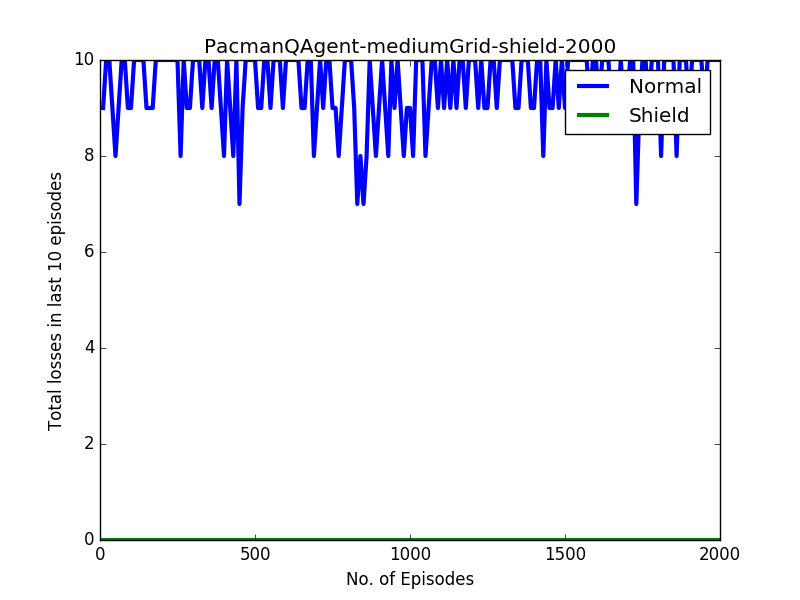 PacmanQAgent-mediumGrid-shield-2000
10
8
6
4
2
0
Total losses in last 10 episodes
Normal
Shield
0 500 1000 1500 2000
No. of Episodes